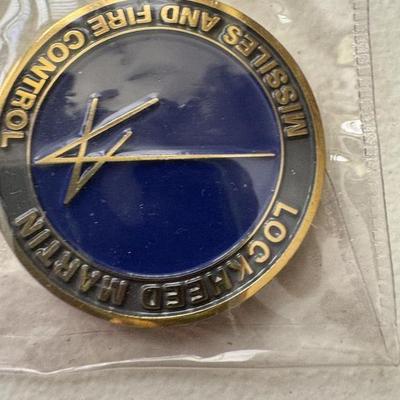 LOCKHEED MARTIN
MISSILES AND FIRE CONTROL